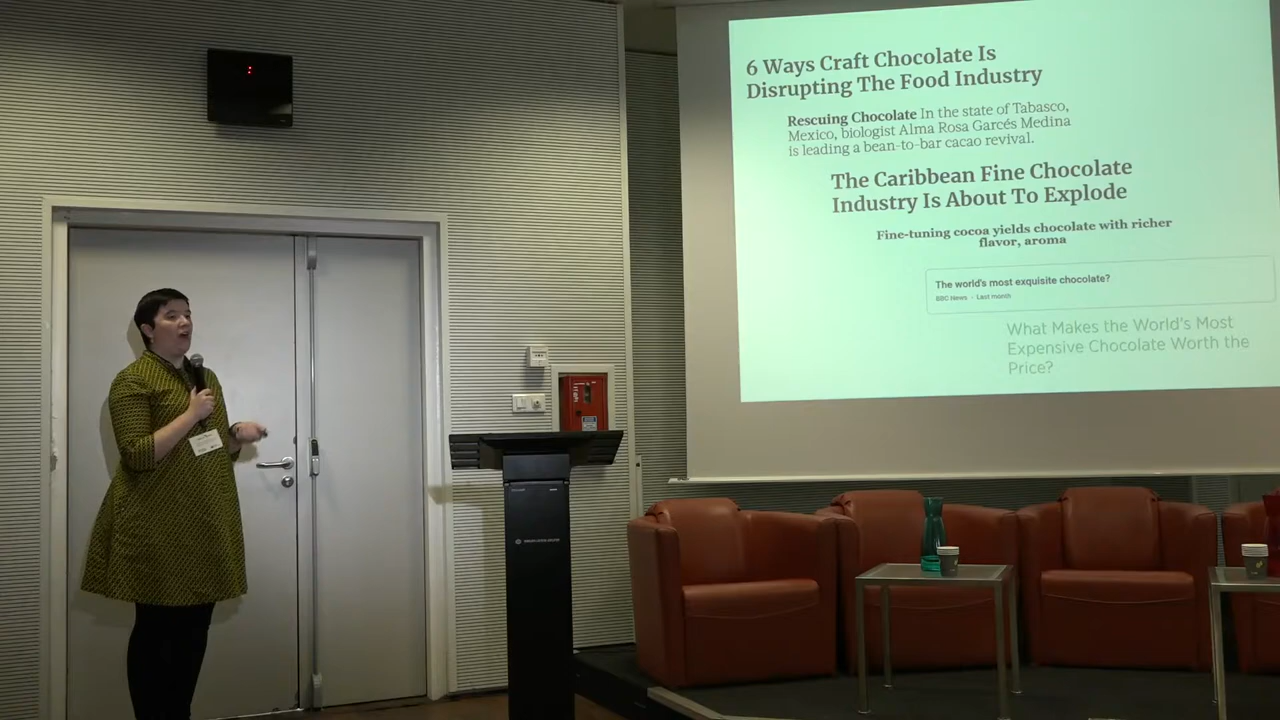 6 Ways Craft Chocolate Is
Disrupting The Food Industry
Rescuing Chocolate In the state of Tabasco,
Mexico, biologist Alma Rosa Garcés Medina
is leading a bean-to-bar cacao revival.
The Caribbean Fine Chocolate
Industry Is About To Explode
Fine-tuning cocoa yields chocolate with richer
flavor, aroma
The world's most exquisite chocolate?
BBC News · Last month
What Makes the World's Most
Expensive Chocolate Worth the
Price?